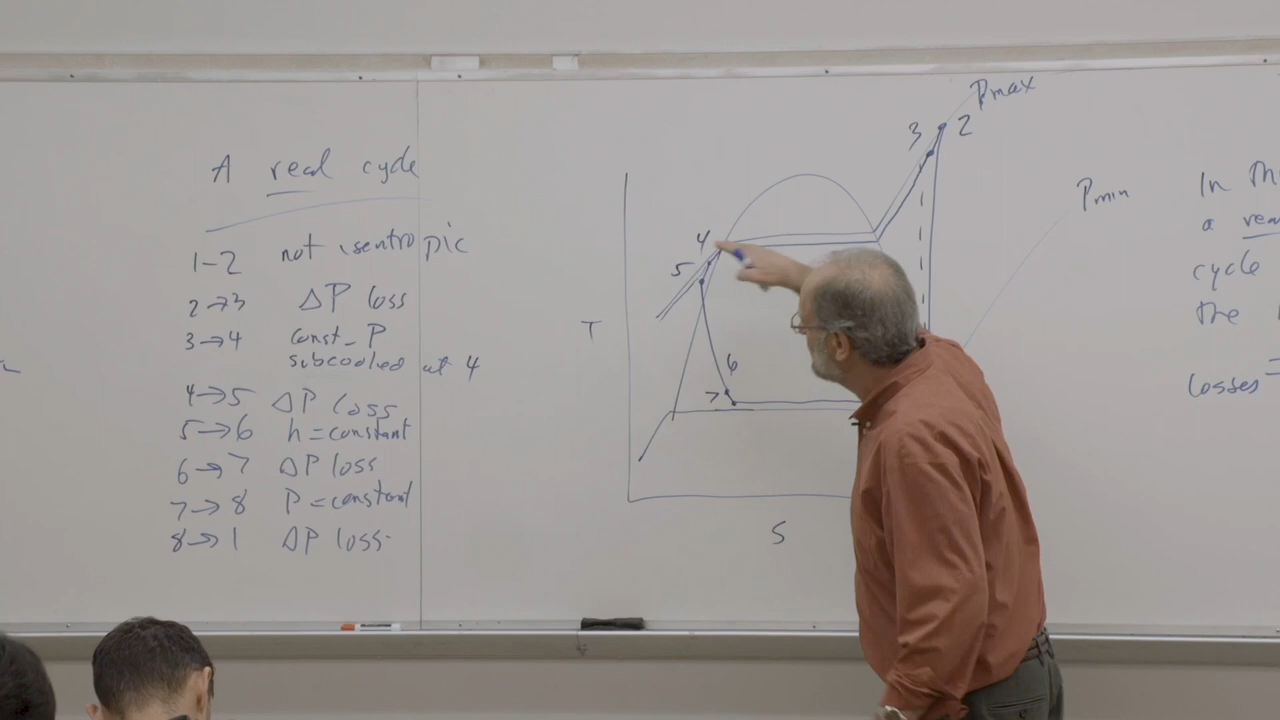 A real cycle
1-2 not isentropic
2→3 ΔP loss
3→4 const-P
subcooled at 4
4→5 ΔP loss
5→6 h=constant
6→7 ΔP loss
7→8 P=constant
8→1 ΔP loss
Pmax
3 2
Pmin
4
5
T
6
7
S
In
a
cycle
the
losses =